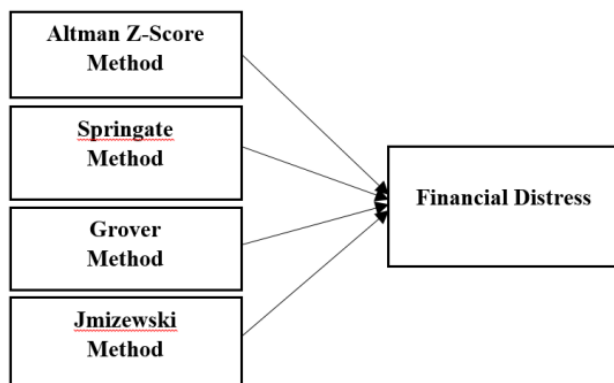 Altman Z-Score
Method
Springate
Method
Grover
Method
Jmizewski
Method
Financial Distress